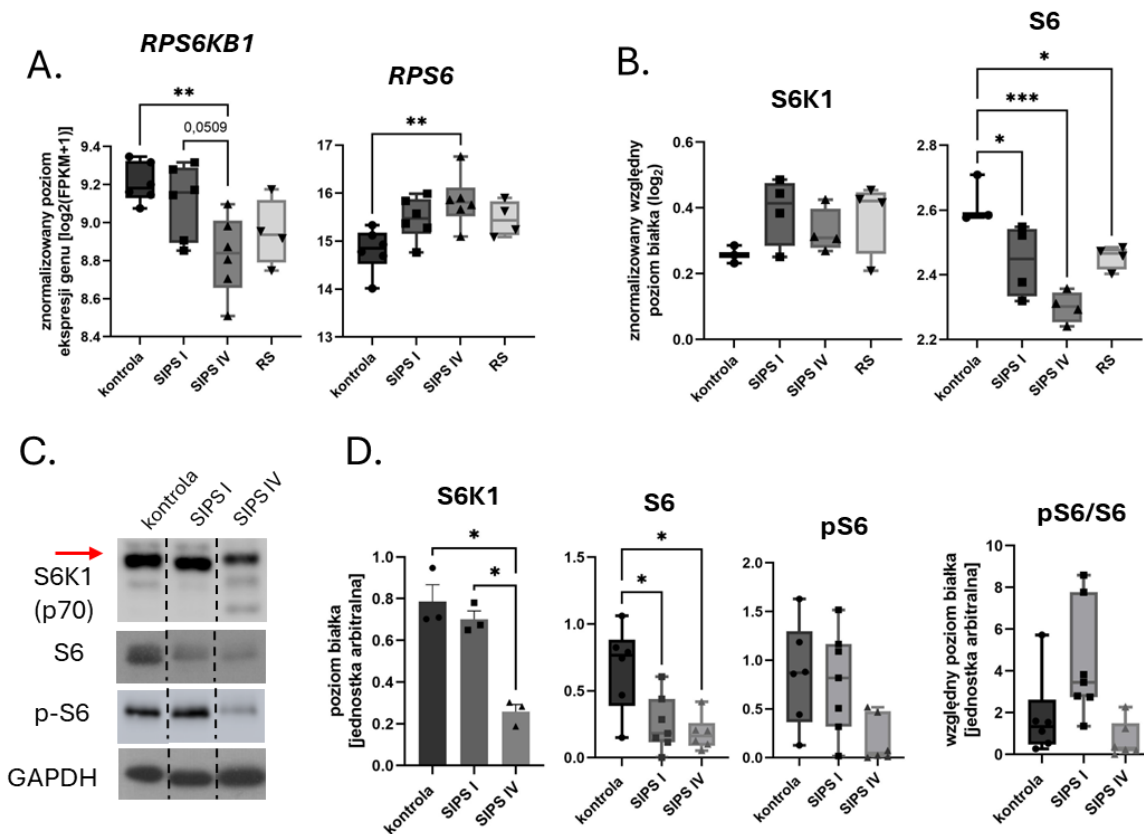 A.
RPS6KB1
**
0,0509
znormalizowany poziom
ekspresji genu [log2(FPKM+1)]
9.4
9.2
9.0
8.8
8.6
8.4
kontrola
SIPS I
SIPS IV
RS
RPS6
**
17
16
15
14
13
kontrola
SIPS I
SIPS IV
RS
B.
S6K1
znormalizowany względny
poziom białka (log₂)
0.6
0.4
0.2
0.0
kontrola
SIPS I
SIPS IV
RS
S6
*
***
*
2.8
2.6
2.4
2.2
kontrola
SIPS I
SIPS IV
RS
C.
kontrola
SIPS I
SIPS IV
S6K1
(p70)
S6
p-S6
GAPDH
D.
S6K1
*
*
poziom białka
[jednostka arbitralna]
1.0
0.8
0.6
0.4
0.2
0.0
kontrola
SIPS I
SIPS IV
S6
*
*
1.5
1.0
0.5
0.0
kontrola
SIPS I
SIPS IV
pS6
2.0
1.5
1.0
0.5
0.0
kontrola
SIPS I
SIPS IV
pS6/S6
względny poziom białka
[jednostka arbitralna]
10
8
6
4
2
0
kontrola
SIPS I
SIPS IV